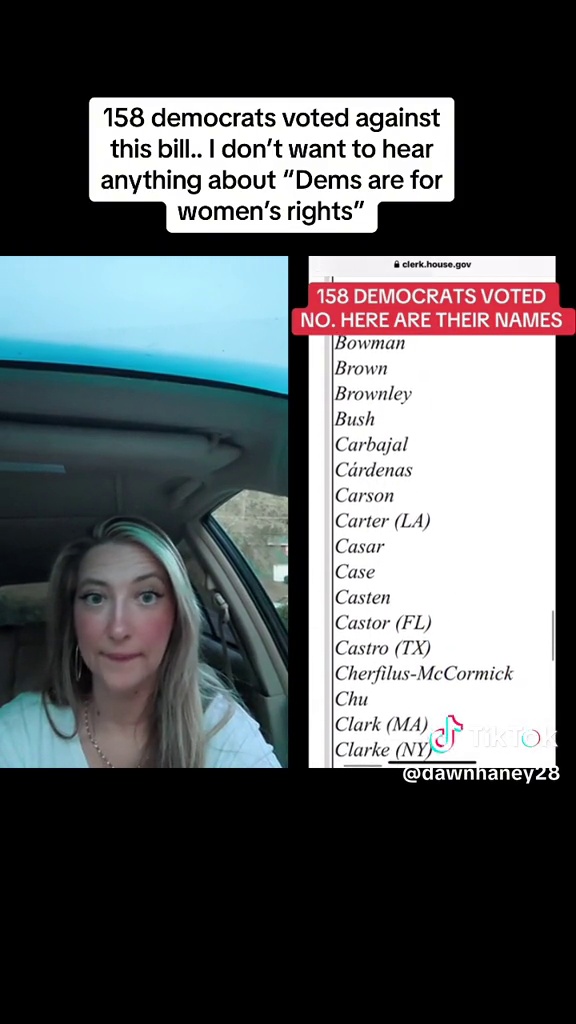 158 democrats voted against
this bill.. I don’t want to hear
anything about “Dems are for
women’s rights”
clerk.house.gov
158 DEMOCRATS VOTED
NO. HERE ARE THEIR NAMES
Bowman
Brown
Brownley
Bush
Carbajal
Cárdenas
Carson
Carter (LA)
Casar
Case
Casten
Castor (FL)
Castro (TX)
Cherfilus-McCormick
Chu
Clark (MA)
Clarke (NY)
TikTok
@dawnhaney28